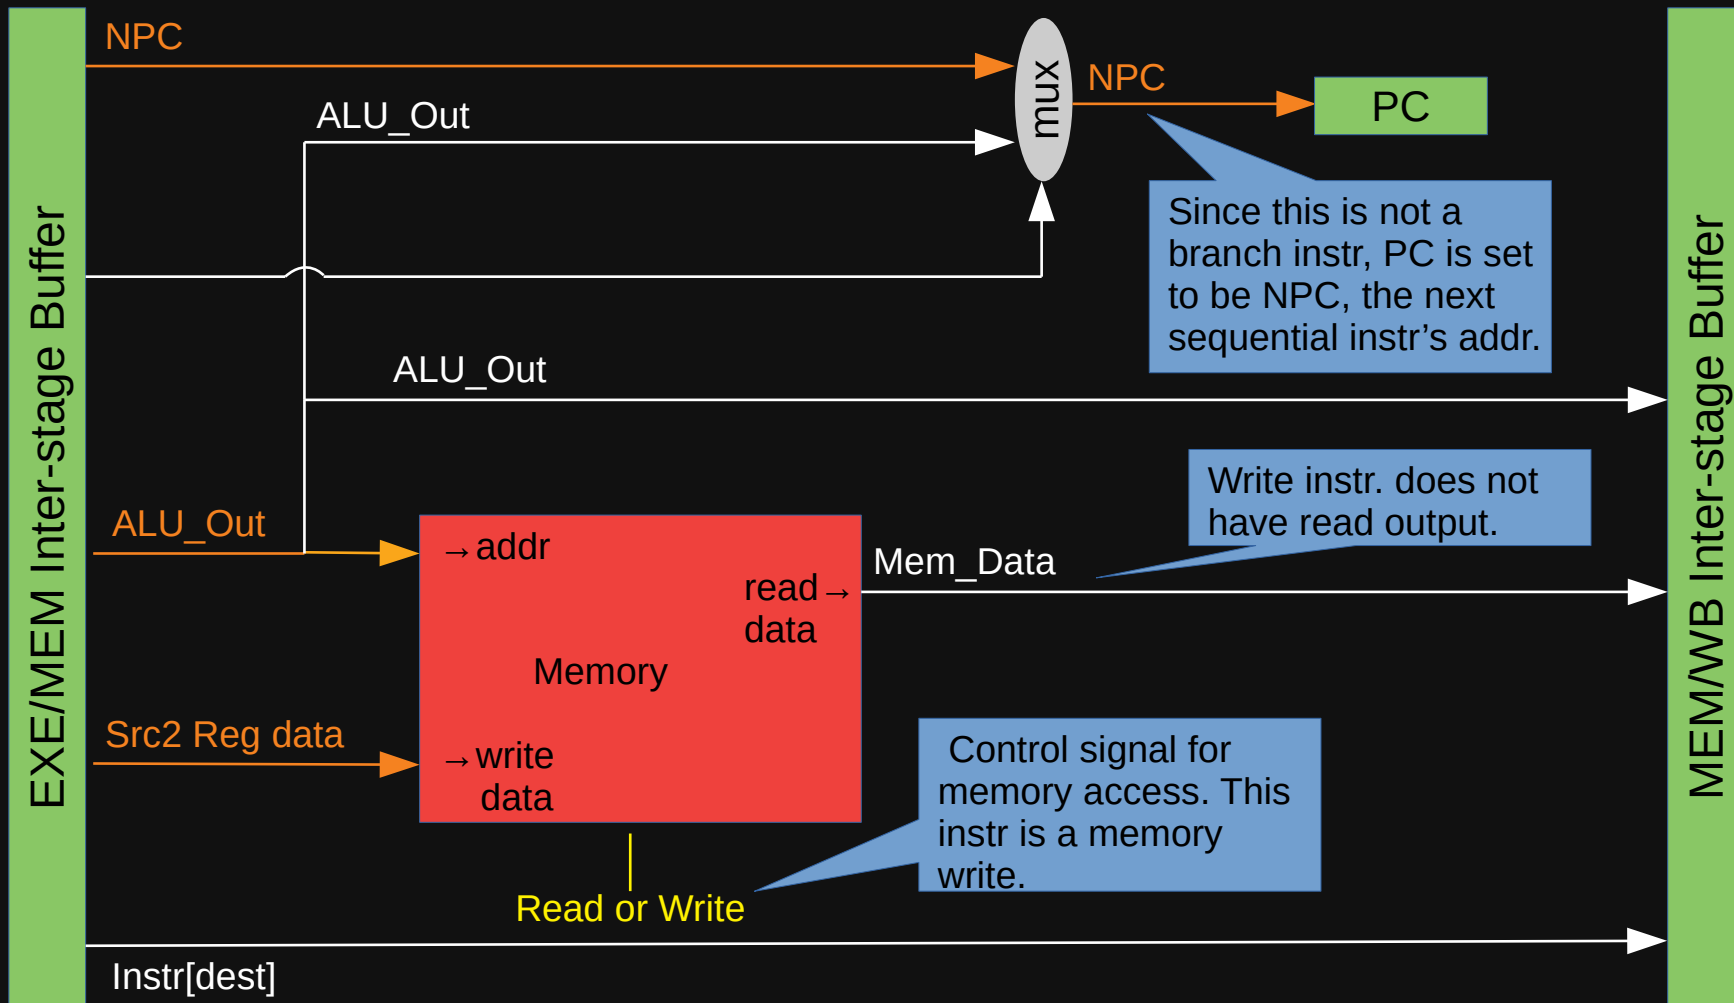 NPC
mux
NPC
PC
ALU_Out
Since this is not a
branch instr, PC is set
to be NPC, the next
sequential instr’s addr.
EXE/MEM Inter-stage Buffer
MEM/WB Inter-stage Buffer
ALU_Out
Write instr. does not
have read output.
ALU_Out
→addr
Mem_Data
read→
data
Memory
Src2 Reg data
→write
data
Control signal for
memory access. This
instr is a memory
write.
Read or Write
Instr[dest]